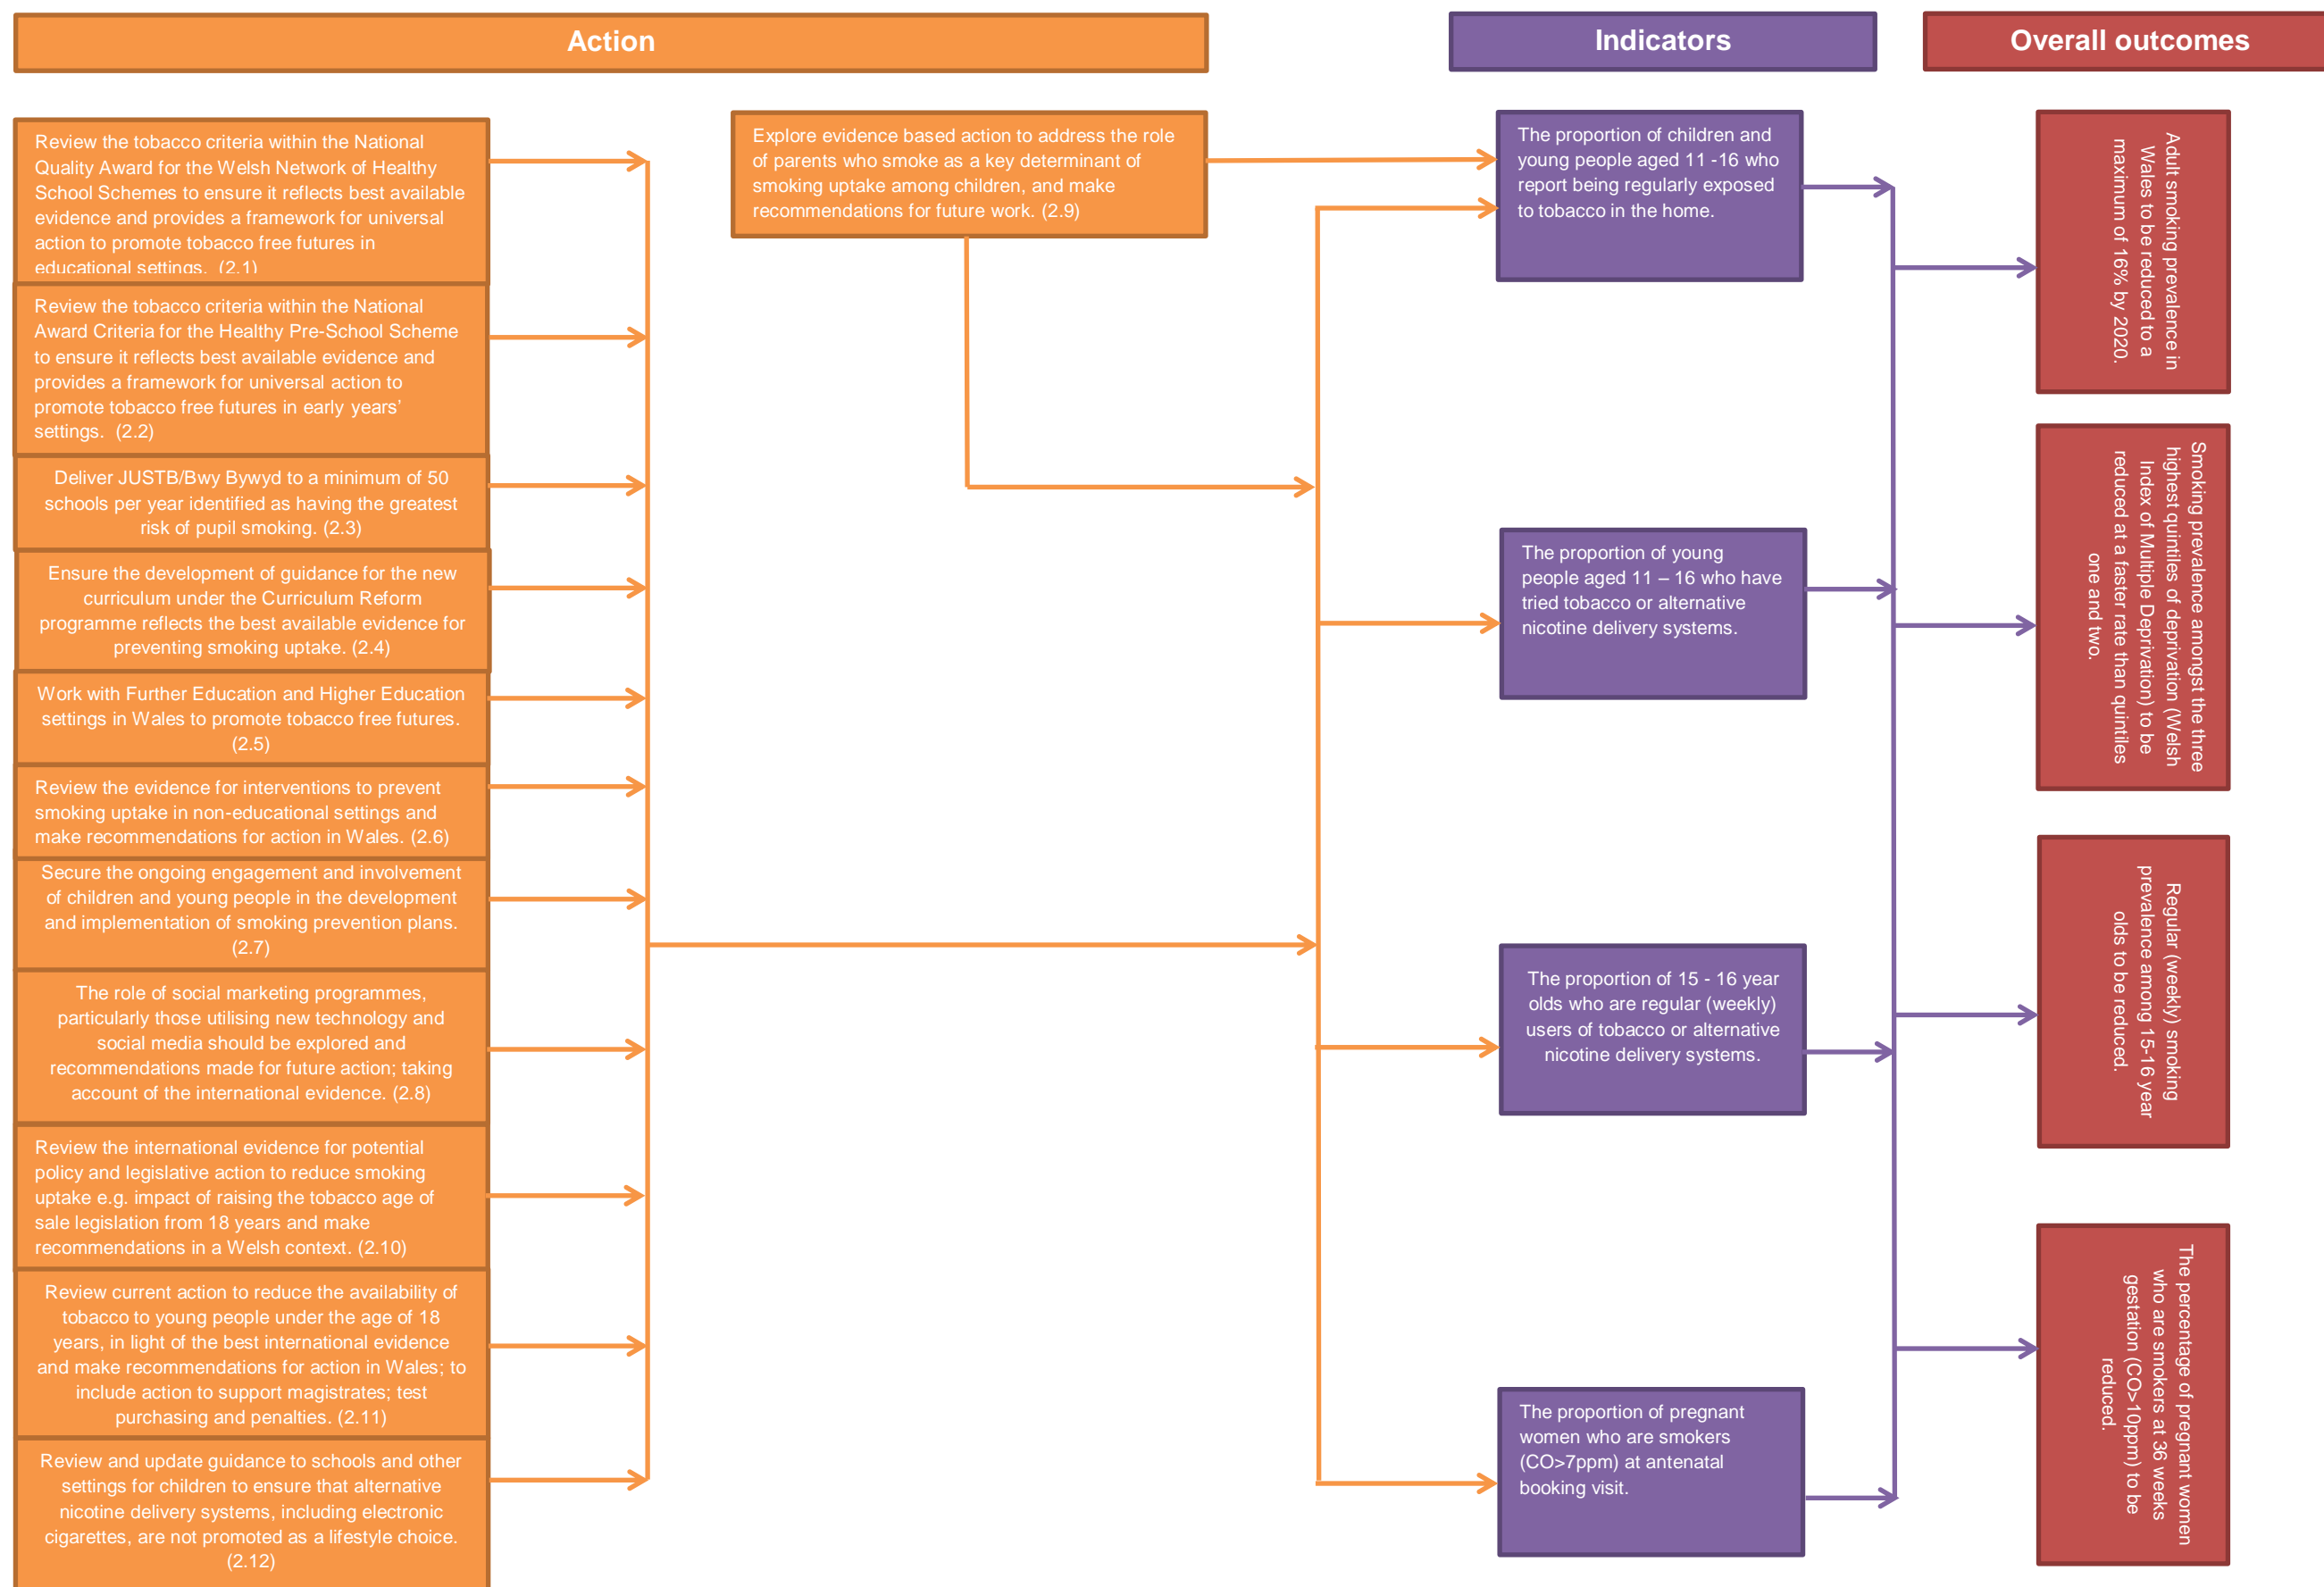 Action
Indicators
Overall outcomes
Review the tobacco criteria within the National
Quality Award for the Welsh Network of Healthy
School Schemes to ensure it reflects best available
evidence and provides a framework for universal
action to promote tobacco free futures in
educational settings. (2.1)
Review the tobacco criteria within the National
Award Criteria for the Healthy Pre-School Scheme
to ensure it reflects best available evidence and
provides a framework for universal action to
promote tobacco free futures in early years’
settings. (2.2)
Deliver JUSTB/Bwy Bywyd to a minimum of 50
schools per year identified as having the greatest
risk of pupil smoking. (2.3)
Ensure the development of guidance for the new
curriculum under the Curriculum Reform
programme reflects the best available evidence for
preventing smoking uptake. (2.4)
Work with Further Education and Higher Education
settings in Wales to promote tobacco free futures.
(2.5)
Review the evidence for interventions to prevent
smoking uptake in non-educational settings and
make recommendations for action in Wales. (2.6)
Secure the ongoing engagement and involvement
of children and young people in the development
and implementation of smoking prevention plans.
(2.7)
The role of social marketing programmes,
particularly those utilising new technology and
social media should be explored and
recommendations made for future action; taking
account of the international evidence. (2.8)
Review the international evidence for potential
policy and legislative action to reduce smoking
uptake e.g. impact of raising the tobacco age of
sale legislation from 18 years and make
recommendations in a Welsh context. (2.10)
Review current action to reduce the availability of
tobacco to young people under the age of 18
years, in light of the best international evidence
and make recommendations for action in Wales; to
include action to support magistrates; test
purchasing and penalties. (2.11)
Review and update guidance to schools and other
settings for children to ensure that alternative
nicotine delivery systems, including electronic
cigarettes, are not promoted as a lifestyle choice.
(2.12)
Explore evidence based action to address the role
of parents who smoke as a key determinant of
smoking uptake among children, and make
recommendations for future work. (2.9)
The proportion of children and
young people aged 11 -16 who
report being regularly exposed
to tobacco in the home.
The proportion of young
people aged 11 – 16 who have
tried tobacco or alternative
nicotine delivery systems.
The proportion of 15 - 16 year
olds who are regular (weekly)
users of tobacco or alternative
nicotine delivery systems.
The proportion of pregnant
women who are smokers
(CO>7ppm) at antenatal
booking visit.
Adult smoking prevalence in
Wales to be reduced to a
maximum of 16% by 2020.
Smoking prevalence amongst the three
highest quintiles of deprivation (Welsh
Index of Multiple Deprivation) to be
reduced at a faster rate than quintiles
one and two.
Regular (weekly) smoking
prevalence among 15-16 year
olds to be reduced.
The percentage of pregnant women
who are smokers at 36 weeks
gestation (CO>10ppm) to be
reduced.